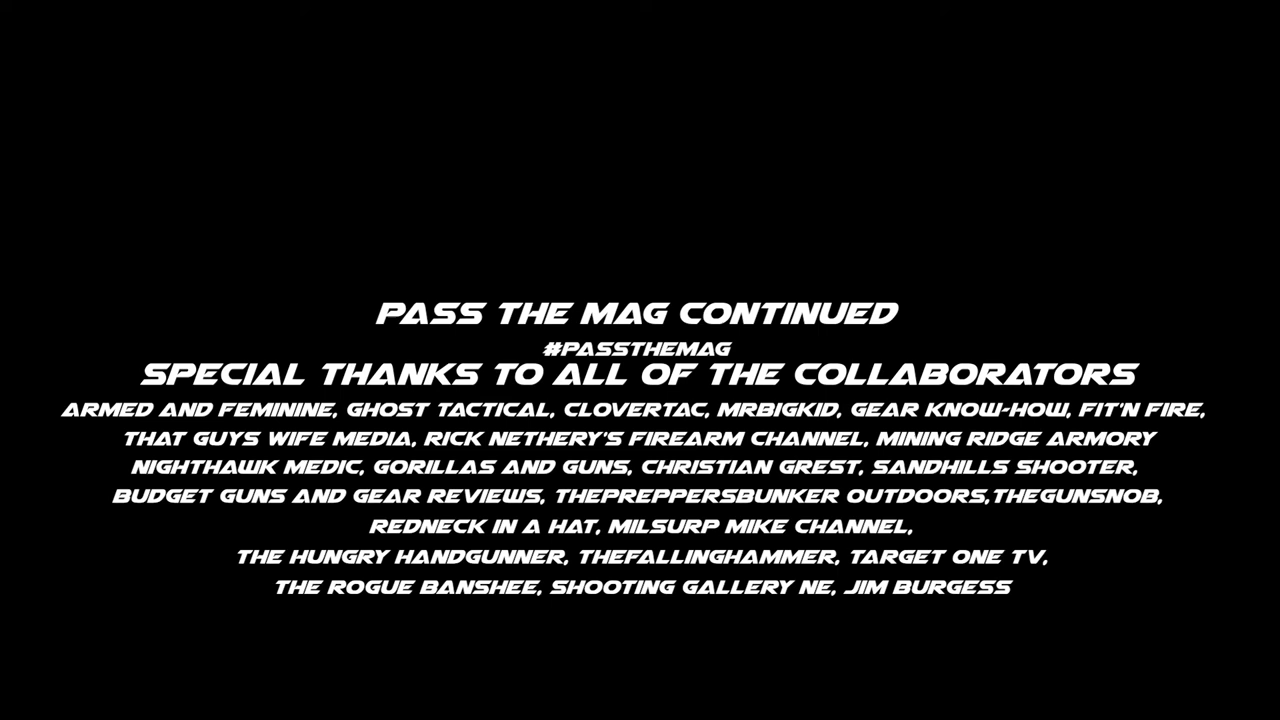 PASS THE MAG CONTINUED
#PASSTHEMAG
SPECIAL THANKS TO ALL OF THE COLLABORATORS
ARMED AND FEMININE, GHOST TACTICAL, CLOVERTAC, MRBIGKID, GEAR KNOW-HOW, FIT'N FIRE,
THAT GUYS WIFE MEDIA, RICK NETHERY'S FIREARM CHANNEL, MINING RIDGE ARMORY
NIGHTHAWK MEDIC, GORILLAS AND GUNS, CHRISTIAN GREST, SANDHILLS SHOOTER,
BUDGET GUNS AND GEAR REVIEWS, THEPREPPERSBUNKER OUTDOORS,THEGUNSNOB,
REDNECK IN A HAT, MILSURP MIKE CHANNEL,
THE HUNGRY HANDGUNNER, THEFALLINGHAMMER, TARGET ONE TV,
THE ROGUE BANSHEE, SHOOTING GALLERY NE, JIM BURGESS